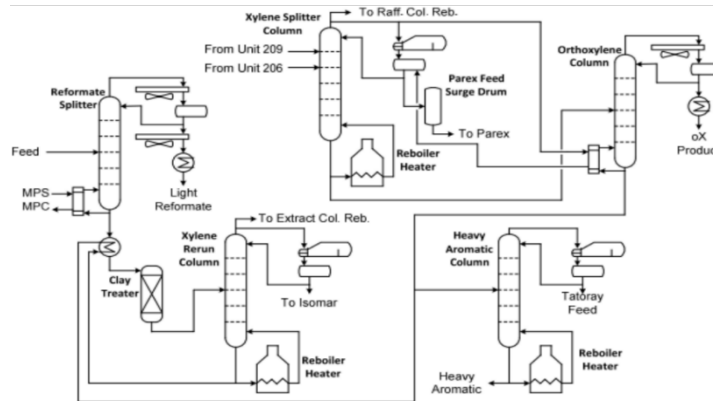 To Raff. Col. Reb.
Xylene Splitter
Column
From Unit 209
From Unit 206
Parex Feed
Surge Drum
To Parex
Reboiler
Heater
Orthoxylene
Column
oX
Produc
Reformate
Splitter
Feed
MPS
MPC
Light
Reformate
Clay
Treater
To Extract Col. Reb.
Xylene
Rerun
Column
To Isomar
Reboiler
Heater
Heavy
Aromatic
Column
Tatoray
Feed
Heavy
Aromatic
Reboiler
Heater